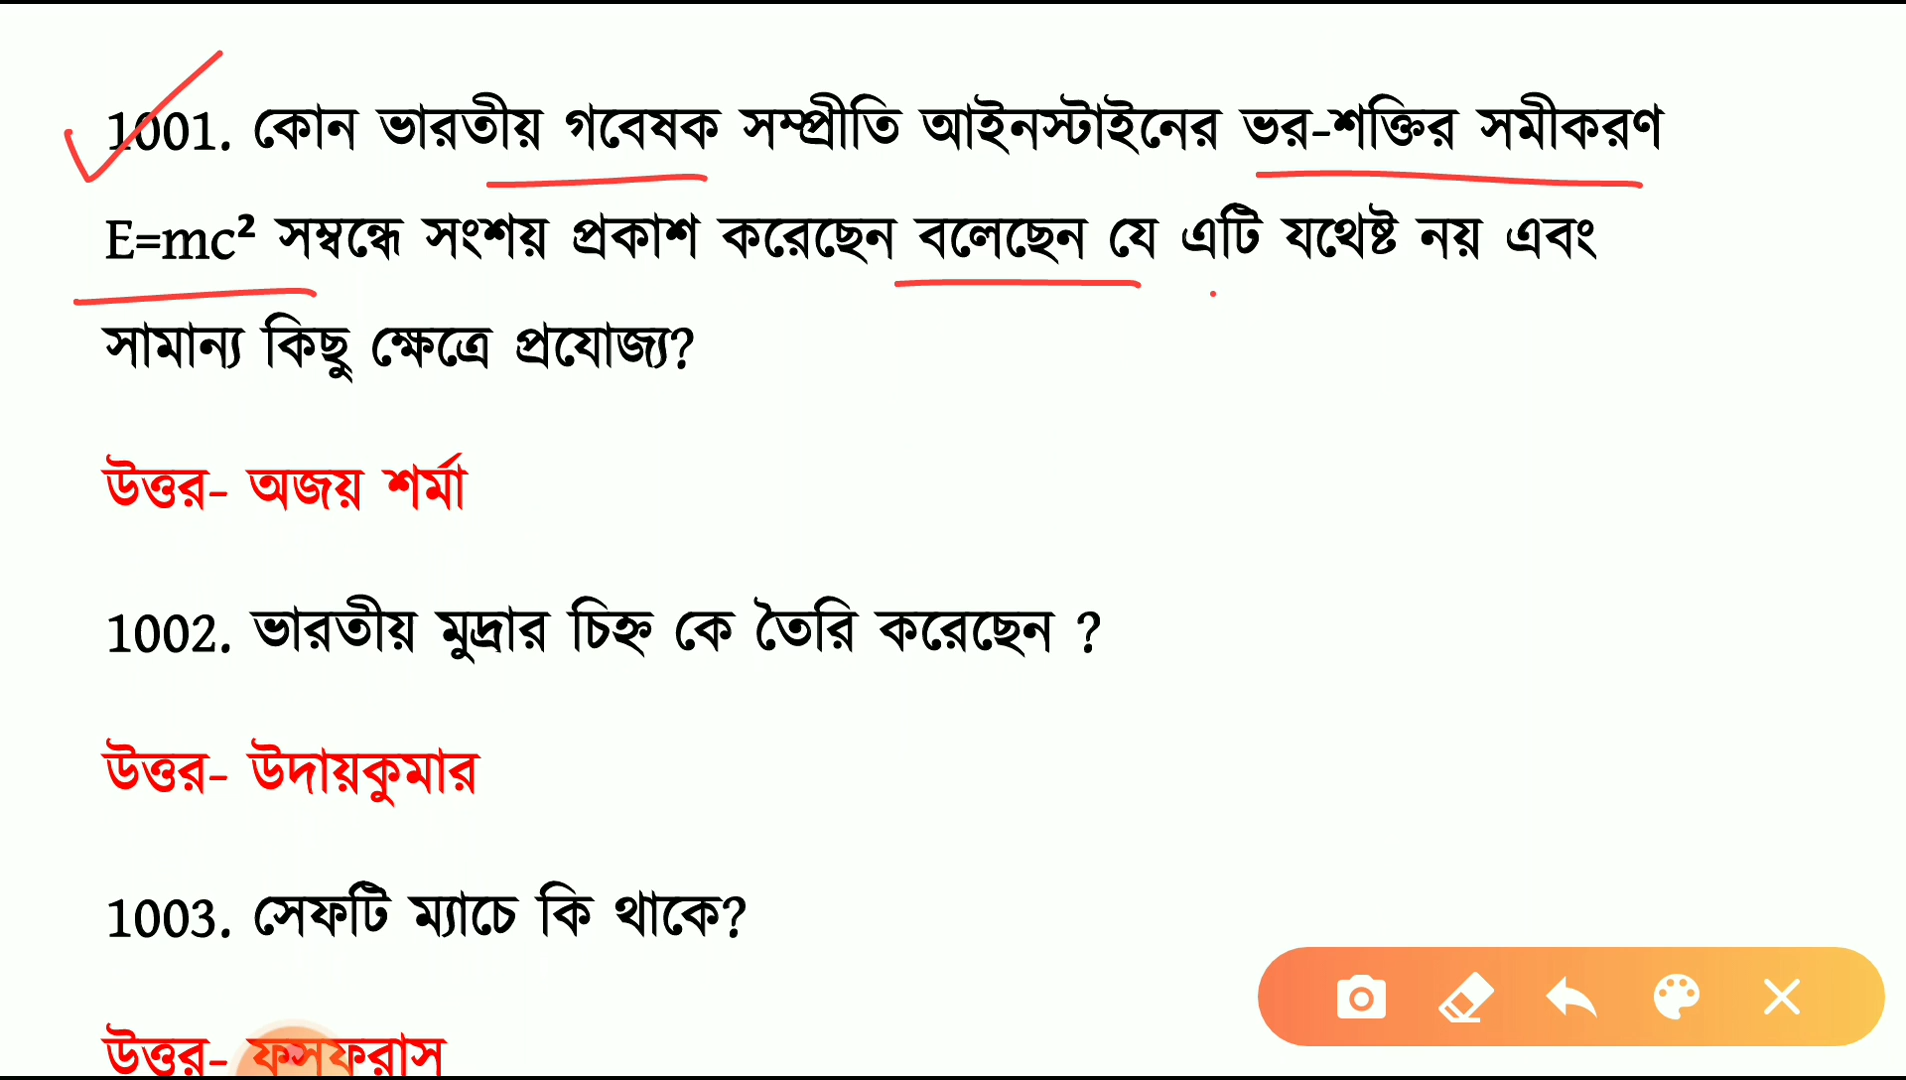 1001. কোন ভারতীয় গবেষক সম্প্রীতি আইনস্টাইনের ভর-শক্তির সমীকরণ
E=mc² সম্বন্ধে সংশয় প্রকাশ করেছেন বলেছেন যে এটি যথেষ্ট নয় এবং
সামান্য কিছু ক্ষেত্রে প্রযোজ্য?
উত্তর- অজয় শর্মা
1002. ভারতীয় মুদ্রার চিহ্ন কে তৈরি করেছেন ?
উত্তর- উদায়কুমার
1003. সেফটি ম্যাচে কি থাকে?
উত্তর- ফসফরাস